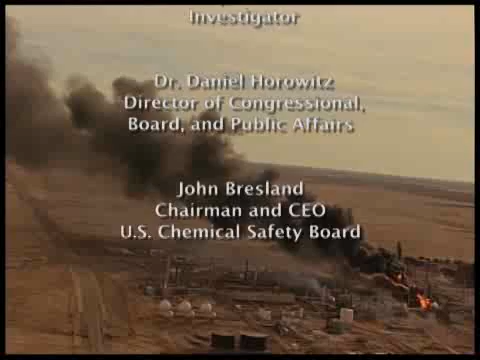 Investigator
Dr. Daniel Horowitz
Director of Congressional,
Board, and Public Affairs
John Bresland
Chairman and CEO
U.S. Chemical Safety Board